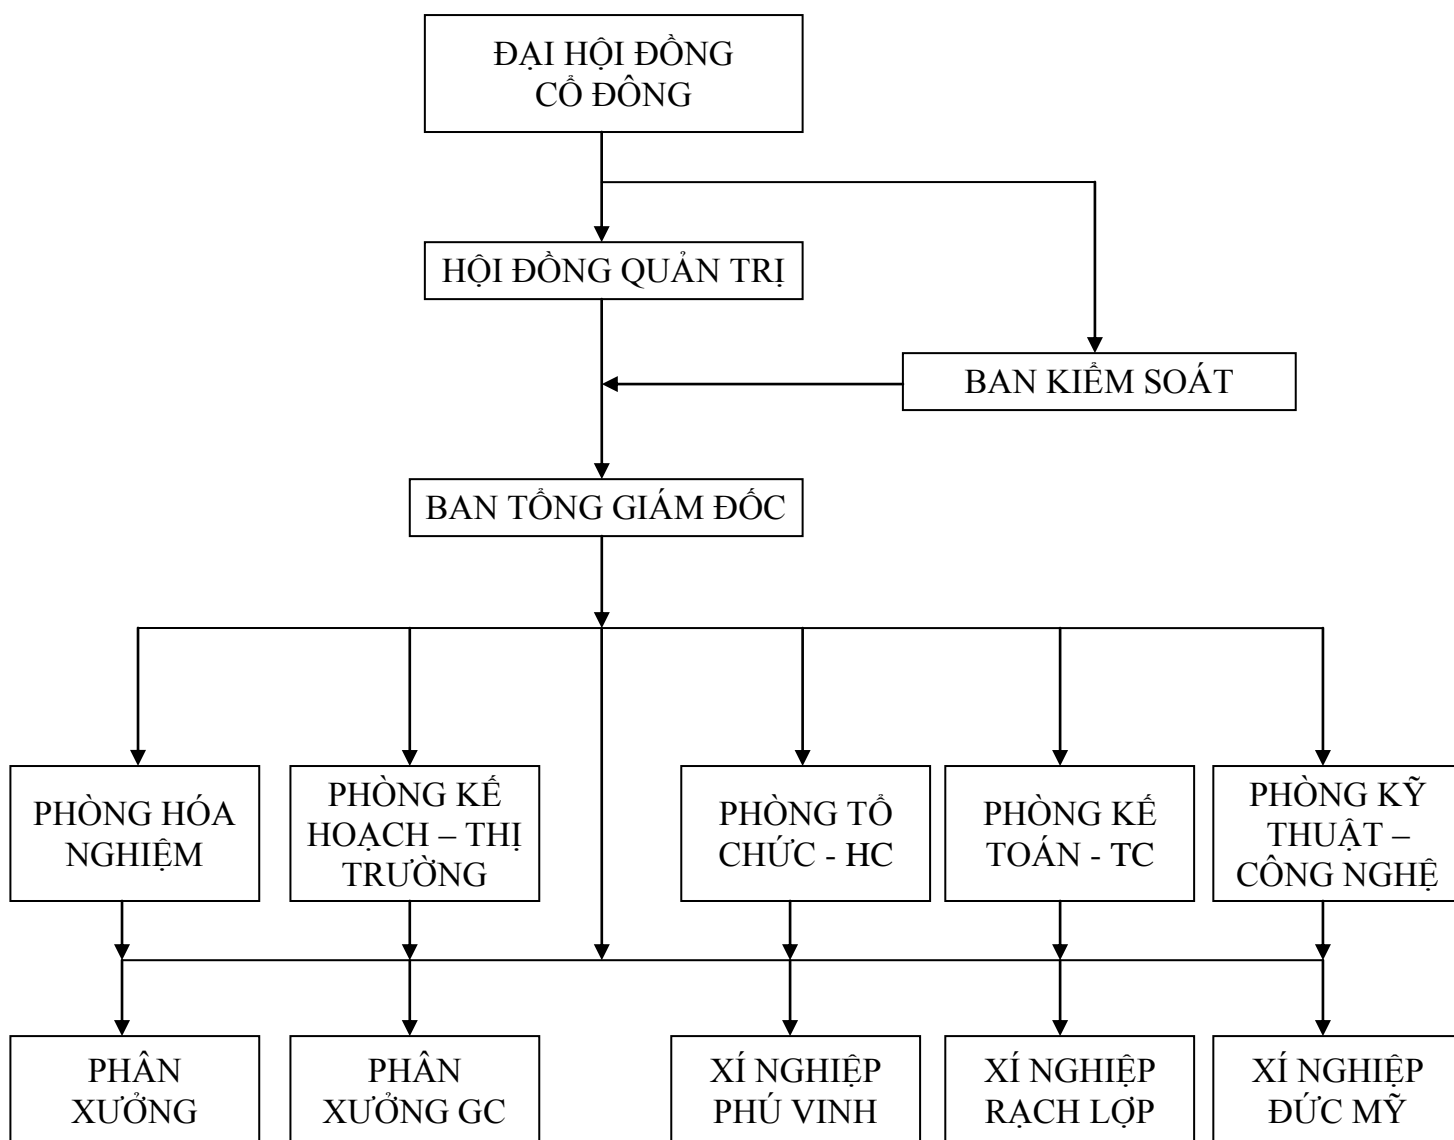 ĐẠI HỘI ĐỒNG
CỔ ĐÔNG
HỘI ĐỒNG QUẢN TRỊ
BAN KIỂM SOÁT
BAN TỔNG GIÁM ĐỐC
PHÒNG HÓA
NGHIỆM
PHÒNG KẾ
HOẠCH – THỊ
TRƯỜNG
PHÒNG TỔ
CHỨC - HC
PHÒNG KẾ
TOÁN - TC
PHÒNG KỸ
THUẬT –
CÔNG NGHỆ
PHÂN
XƯỞNG
PHÂN
XƯỞNG GC
XÍ NGHIỆP
PHÚ VINH
XÍ NGHIỆP
RẠCH LỢP
XÍ NGHIỆP
ĐỨC MỸ